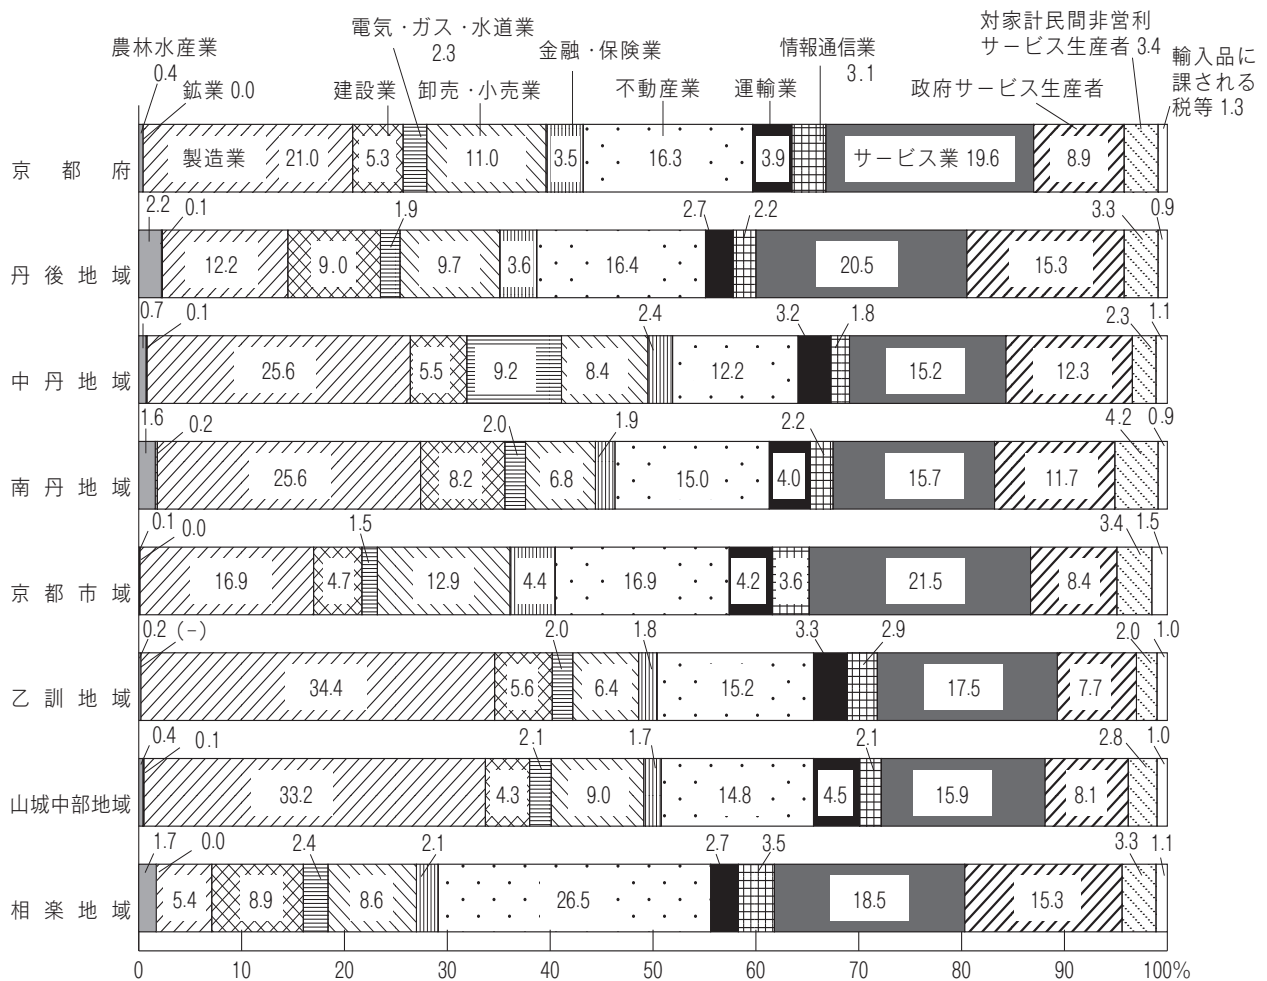 電気・ガス・水道業
2.3
対家計民間非営利
サービス生産者 3.4
農林水産業
0.4
金融・保険業
情報通信業
3.1
輸入品に
課される
税等 1.3
鉱業 0.0
建設業
卸売・小売業
不動産業
運輸業
政府サービス生産者
京都府
製造業 21.0 5.3 11.0 3.5 16.3 3.9 サービス業 19.6 8.9
2.2 0.1 1.9 2.7 2.2 3.3 0.9
丹後地域 12.2 9.0 9.7 3.6 16.4 20.5 15.3
0.7 0.1 2.4 3.2 1.8 2.3 1.1
中丹地域 25.6 5.5 9.2 8.4 12.2 15.2 12.3
1.6 0.2 2.0 1.9 2.2 4.2 0.9
南丹地域 25.6 8.2 6.8 15.0 4.0 15.7 11.7
0.1 0.0 1.5 3.4 1.5
京都市域 16.9 4.7 12.9 4.4 16.9 4.2 3.6 21.5 8.4
0.2 (-) 2.0 1.8 3.3 2.9 2.0 1.0
乙訓地域 34.4 5.6 6.4 15.2 17.5 7.7
0.4 0.1 2.1 1.7 2.1 2.8 1.0
山城中部地域 33.2 4.3 9.0 14.8 4.5 15.9 8.1
1.7 0.0 2.4 2.1 2.7 3.5 3.3 1.1
相楽地域 5.4 8.9 8.6 26.5 18.5 15.3
0 10 20 30 40 50 60 70 80 90 100%